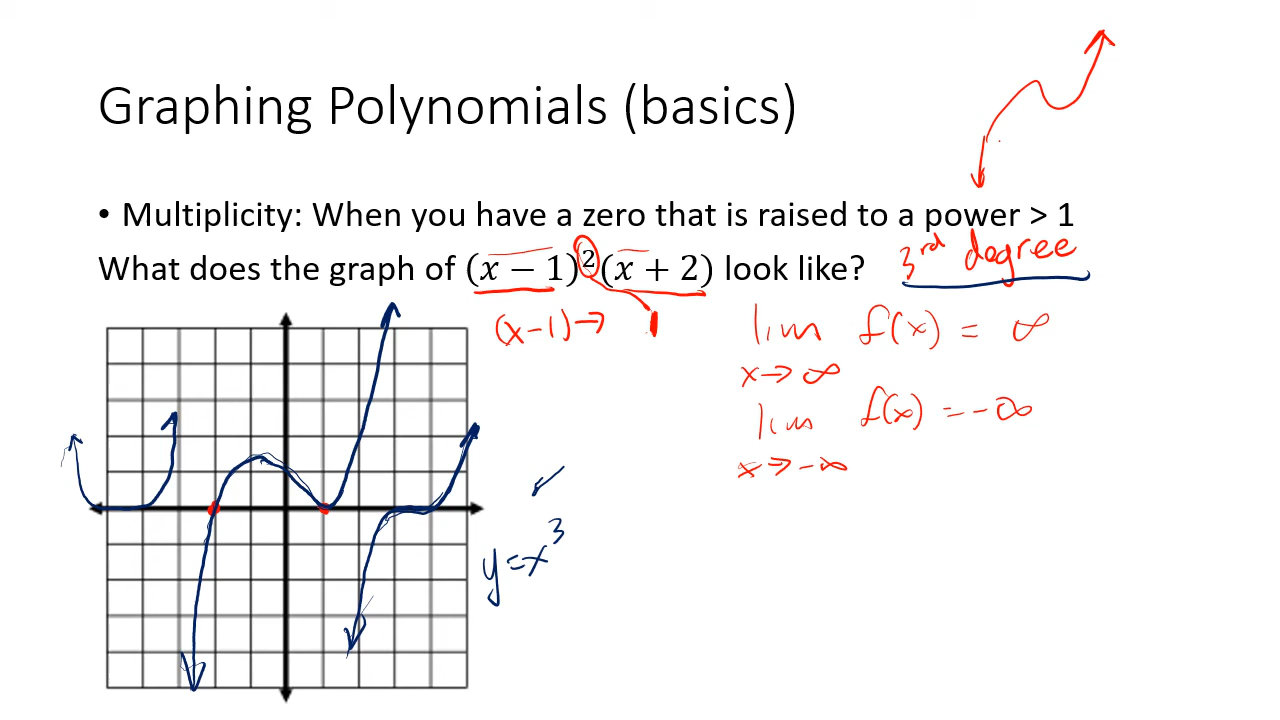 Graphing Polynomials (basics)
• Multiplicity: When you have a zero that is raised to a power > 1
What does the graph of (x − 1)²(x + 2) look like?
3rd degree
(x-1)→ 1
lim f(x) = ∞
x→∞
lim f(x) = -∞
x→-∞
y=x³